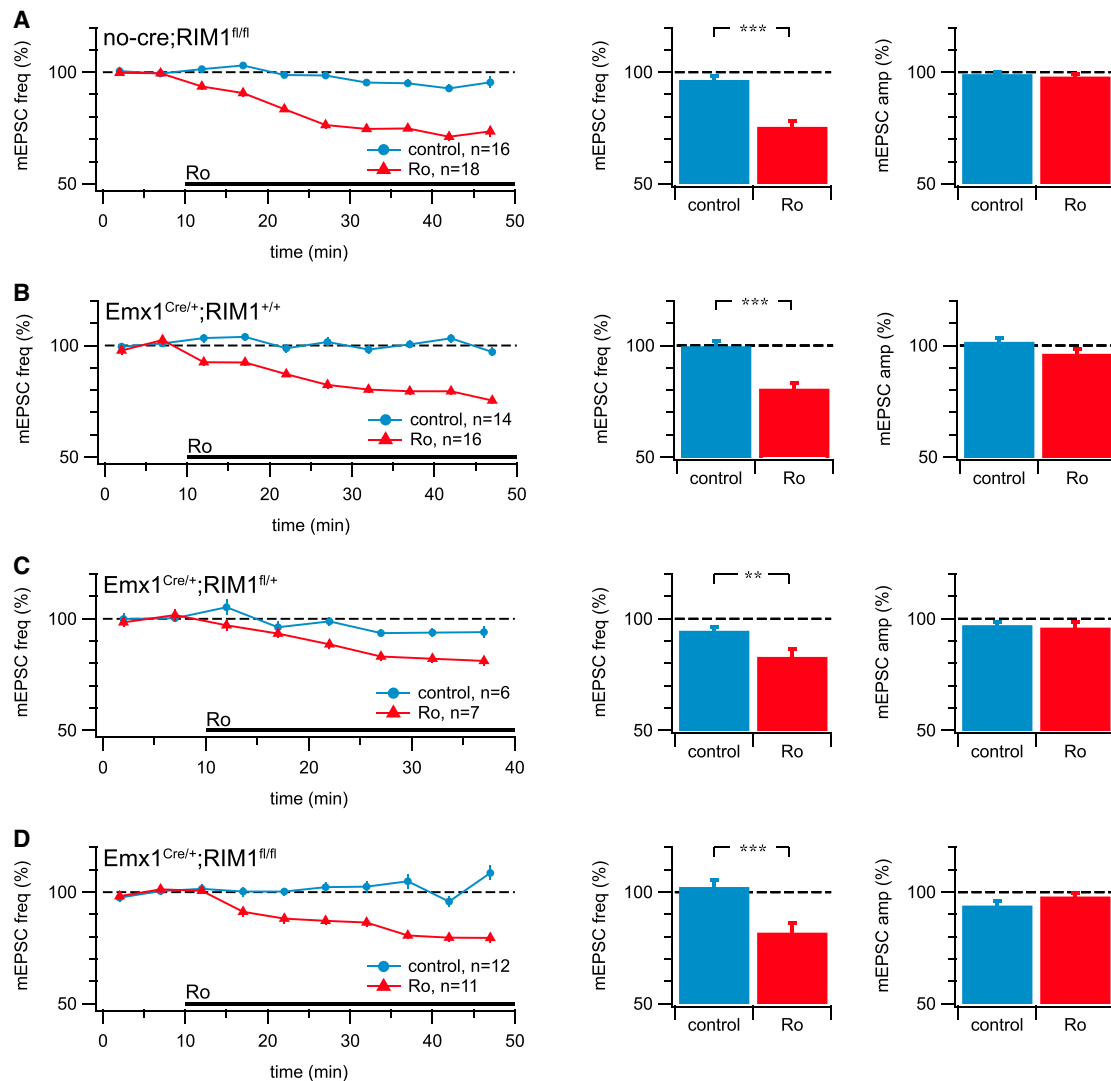 A
no-cre;RIM1fl/fl
mEPSC freq (%)
100
50
control, n=16
Ro, n=18
Ro
0 10 20 30 40 50
time (min)
mEPSC freq (%)
100
50
***
control Ro
mEPSC amp (%)
100
50
control Ro
B
Emx1Cre/+;RIM1+/+
mEPSC freq (%)
100
50
control, n=14
Ro, n=16
Ro
0 10 20 30 40 50
time (min)
mEPSC freq (%)
100
50
***
control Ro
mEPSC amp (%)
100
50
control Ro
C
Emx1Cre/+;RIM1fl/+
mEPSC freq (%)
100
50
control, n=6
Ro, n=7
Ro
0 10 20 30 40
time (min)
mEPSC freq (%)
100
50
**
control Ro
mEPSC amp (%)
100
50
control Ro
D
Emx1Cre/+;RIM1fl/fl
mEPSC freq (%)
100
50
control, n=12
Ro, n=11
Ro
0 10 20 30 40 50
time (min)
mEPSC freq (%)
100
50
***
control Ro
mEPSC amp (%)
100
50
control Ro